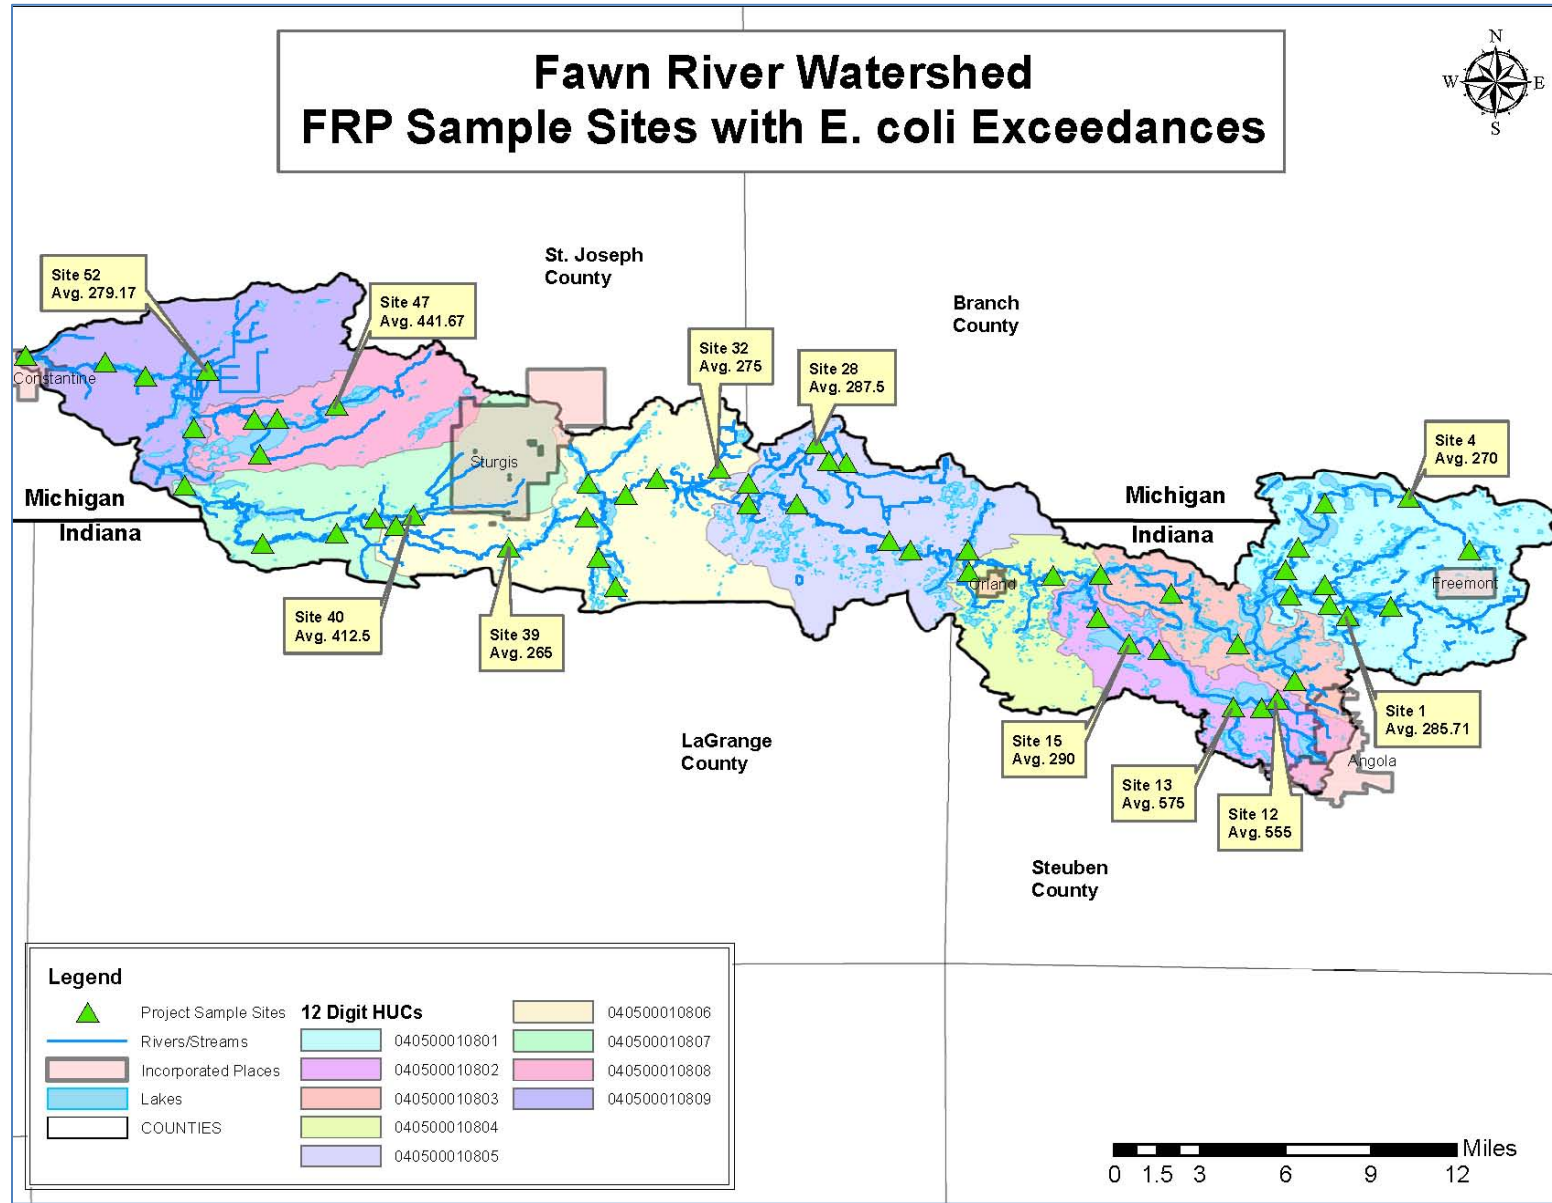 Fawn River Watershed
FRP Sample Sites with E. coli Exceedances
N
W
E
S
St. Joseph
County
Branch
County
Site 52
Avg. 279.17
Site 47
Avg. 441.67
Site 32
Avg. 275
Site 28
Avg. 287.5
Site 4
Avg. 270
Constantine
Sturgis
Michigan
Indiana
Michigan
Indiana
Orland
Freemont
Site 40
Avg. 412.5
Site 39
Avg. 265
Site 15
Avg. 290
Site 13
Avg. 575
Site 12
Avg. 555
Site 1
Avg. 285.71
Angola
LaGrange
County
Steuben
County
Legend
Project Sample Sites
Rivers/Streams
Incorporated Places
Lakes
COUNTIES
12 Digit HUCs
040500010801
040500010802
040500010803
040500010804
040500010805
040500010806
040500010807
040500010808
040500010809
Miles
0 1.5 3 6 9 12